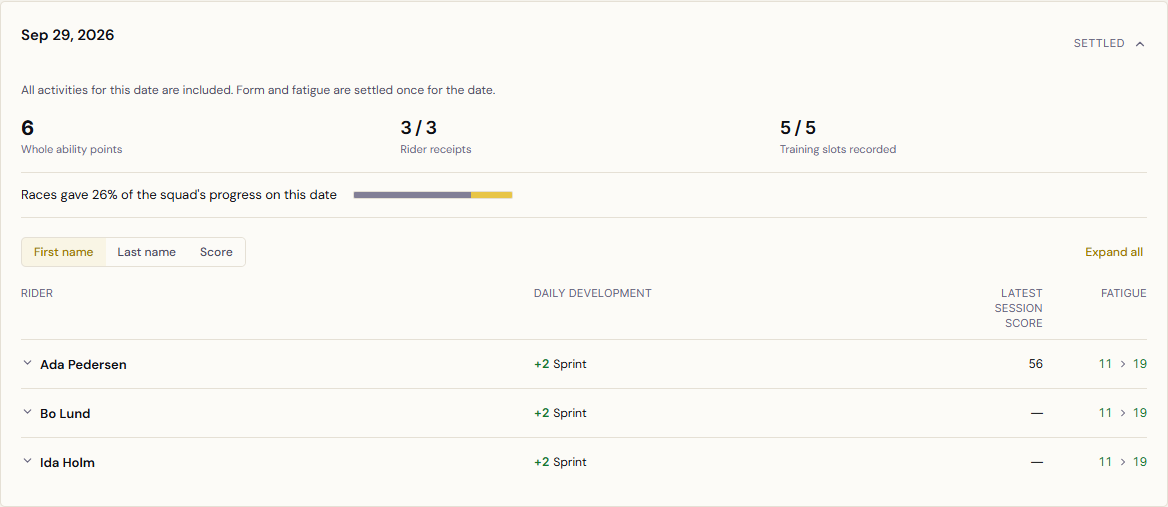 Sep 29, 2026
SETTLED
All activities for this date are included. Form and fatigue are settled once for the date.
6
Whole ability points
3 / 3
Rider receipts
5 / 5
Training slots recorded
Races gave 26% of the squad's progress on this date
First name Last name Score
Expand all
RIDER DAILY DEVELOPMENT LATEST SESSION SCORE FATIGUE
Ada Pedersen +2 Sprint 56 11 > 19
Bo Lund +2 Sprint — 11 > 19
Ida Holm +2 Sprint — 11 > 19